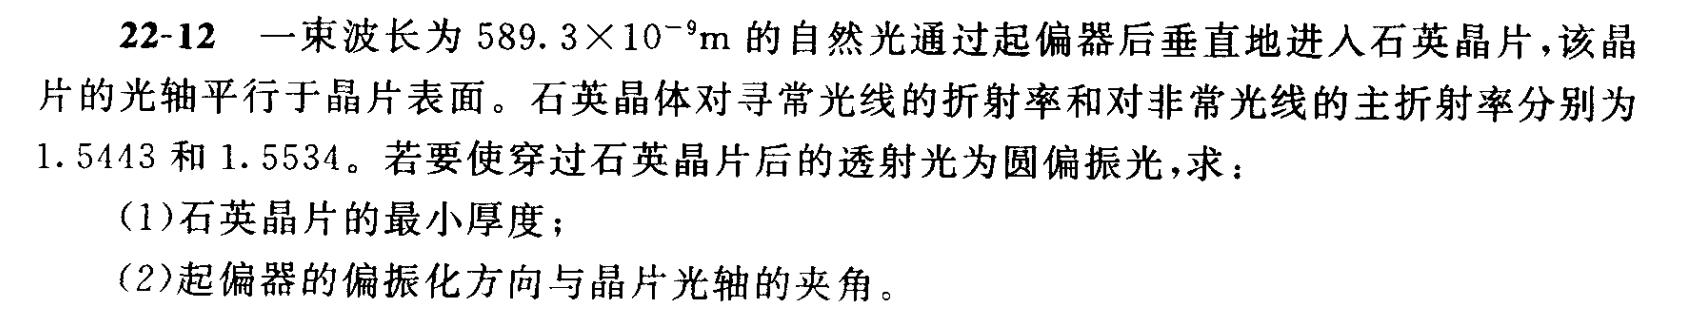 22-12 一束波长为 589.3×10⁻⁹m 的自然光通过起偏器后垂直地进入石英晶片,该晶
片的光轴平行于晶片表面。石英晶体对寻常光线的折射率和对非常光线的主折射率分别为
1.5443 和 1.5534。若要使穿过石英晶片后的透射光为圆偏振光,求:
(1)石英晶片的最小厚度;
(2)起偏器的偏振化方向与晶片光轴的夹角。